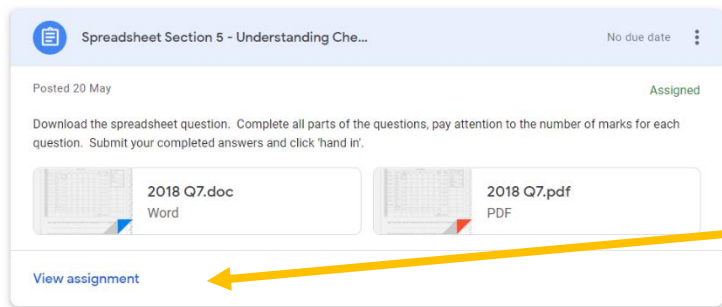 Spreadsheet Section 5 - Understanding Che...
No due date
Posted 20 May
Assigned
Download the spreadsheet question. Complete all parts of the questions, pay attention to the number of marks for each
question. Submit your completed answers and click 'hand in'.
2018 Q7.doc
Word
2018 Q7.pdf
PDF
View assignment